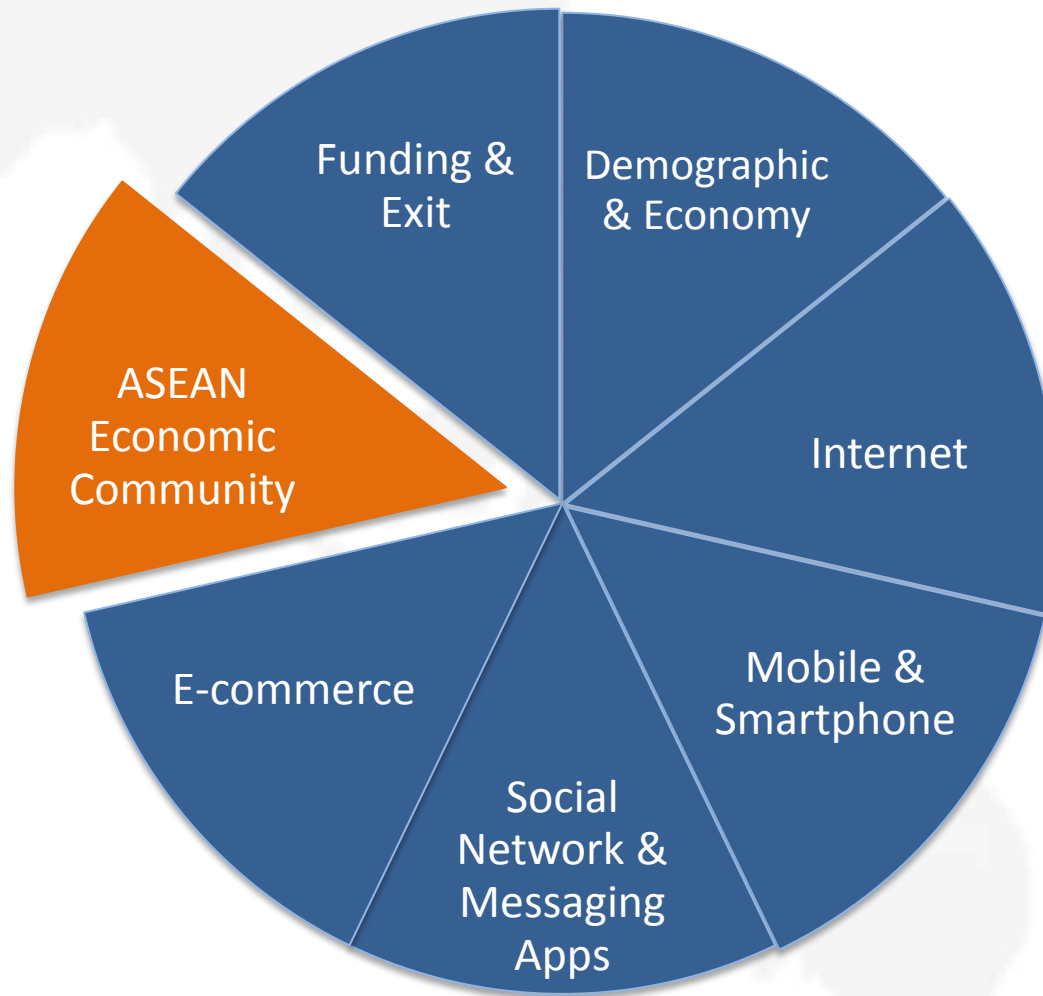 Funding &
Exit
Demographic
& Economy
ASEAN
Economic
Community
Internet
E-commerce
Mobile &
Smartphone
Social
Network &
Messaging
Apps